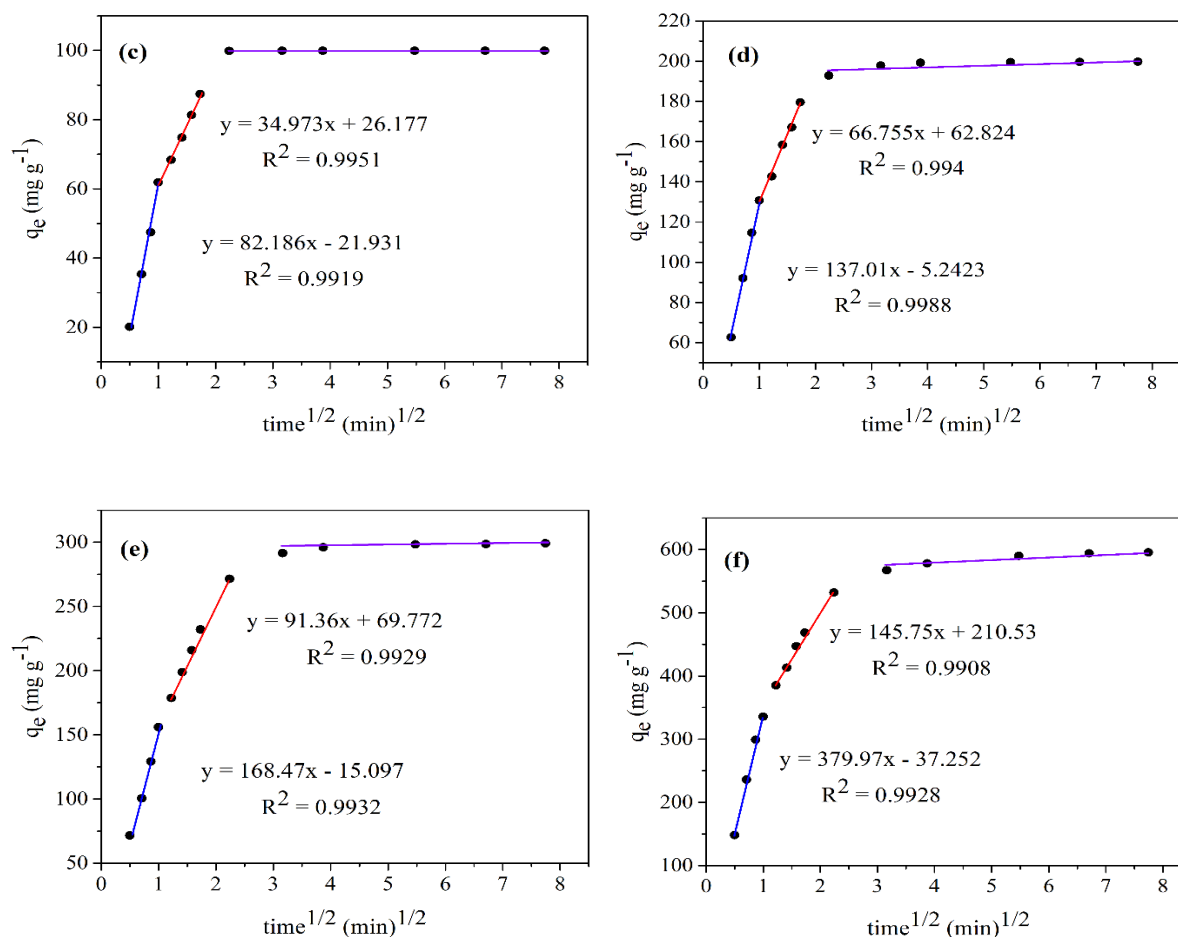 (c)
100
80
60
40
20
0 1 2 3 4 5 6 7 8
qe (mg g-1)
time1/2 (min)1/2
y = 34.973x + 26.177
R2 = 0.9951
y = 82.186x - 21.931
R2 = 0.9919
(d)
220
200
180
160
140
120
100
80
60
0 1 2 3 4 5 6 7 8
qe (mg g-1)
time1/2 (min)1/2
y = 66.755x + 62.824
R2 = 0.994
y = 137.01x - 5.2423
R2 = 0.9988
(e)
300
250
200
150
100
50
0 1 2 3 4 5 6 7 8
qe (mg g-1)
time1/2 (min)1/2
y = 91.36x + 69.772
R2 = 0.9929
y = 168.47x - 15.097
R2 = 0.9932
(f)
600
500
400
300
200
100
0 1 2 3 4 5 6 7 8
qe (mg g-1)
time1/2 (min)1/2
y = 145.75x + 210.53
R2 = 0.9908
y = 379.97x - 37.252
R2 = 0.9928